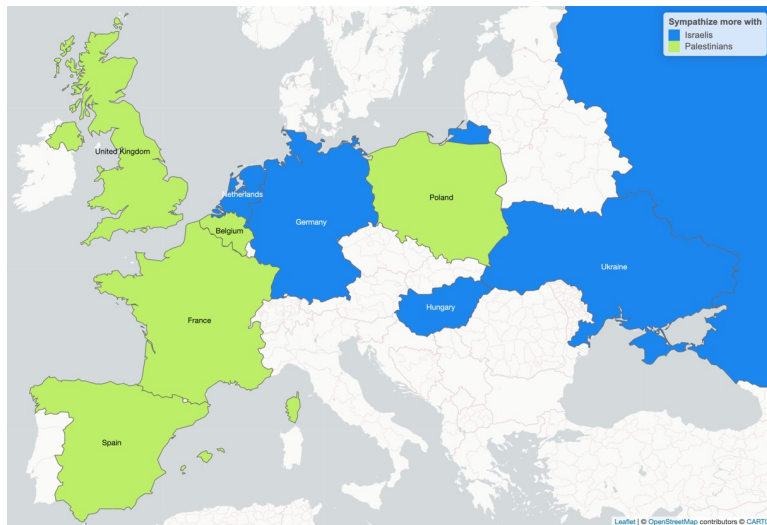 Sympathize more with
Israelis
Palestinians
United Kingdom
Netherlands
Poland
Germany
Belgium
Ukraine
Hungary
France
Spain
Leaflet | © OpenStreetMap contributors © CARTO